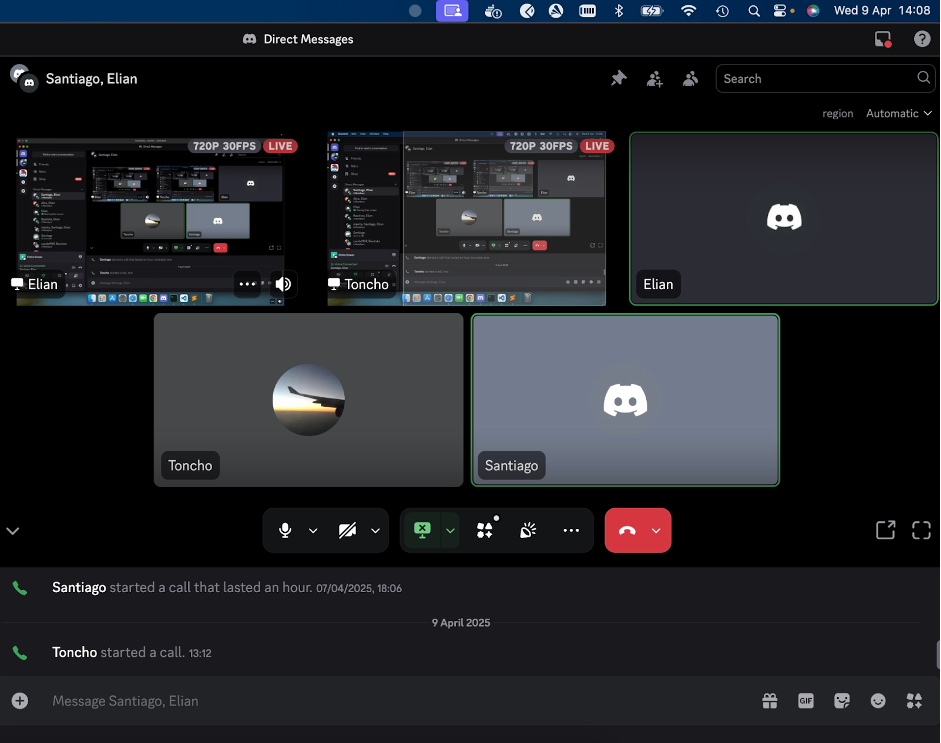 Wed 9 Apr 14:08
Direct Messages
Santiago, Elian
Search
region Automatic
720P 30FPS LIVE
Elian
720P 30FPS LIVE
Toncho
Elian
Toncho
Santiago
Santiago started a call that lasted an hour. 07/04/2025, 18:06
9 April 2025
Toncho started a call. 13:12
Message Santiago, Elian
GIF